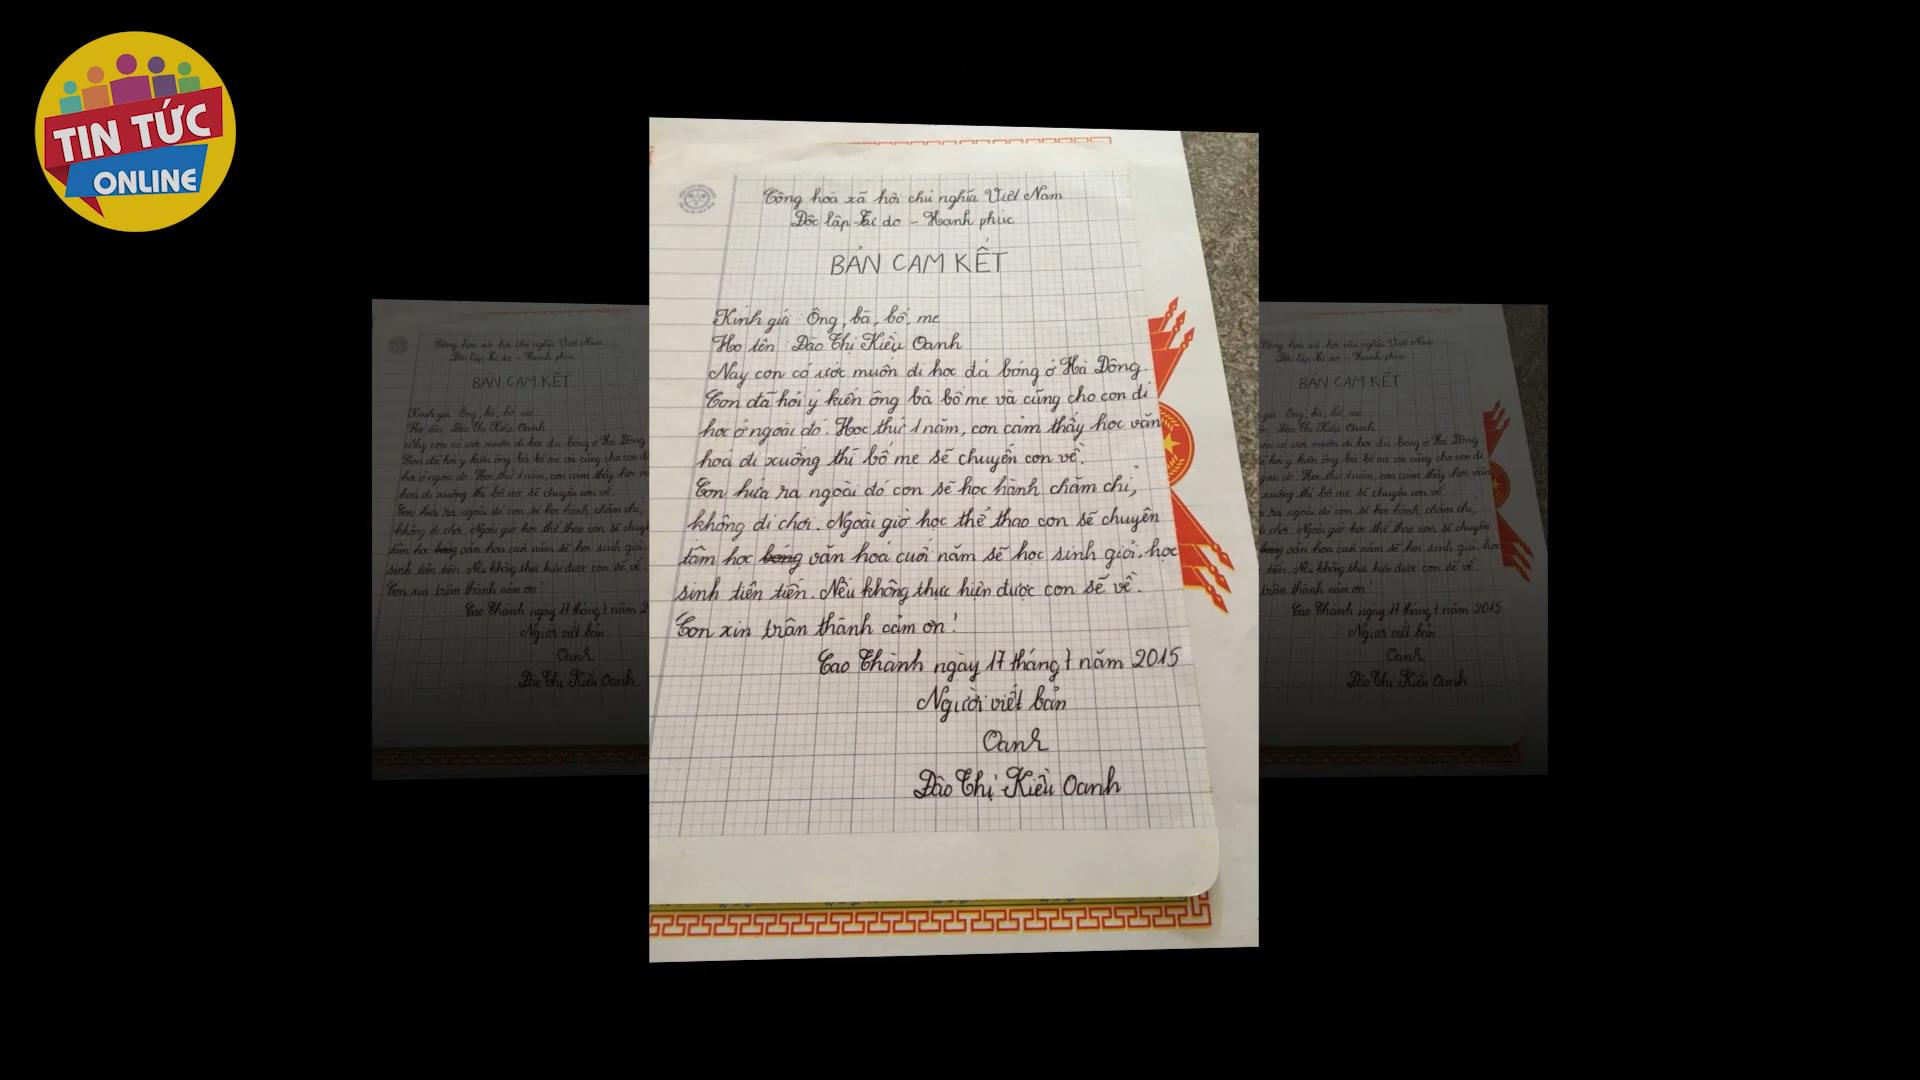 TIN TỨC
ONLINE
Cộng hoà xã hội chủ nghĩa Việt Nam
Độc lập - Tự do - Hạnh phúc
BẢN CAM KẾT
Kính gửi: Ông, bà, bố, mẹ
Họ tên: Đào Thị Kiều Oanh
Nay con có ước muốn đi học đá bóng ở Hà Đông.
Con đã hỏi ý kiến ông bà bố mẹ và cũng cho con đi
học ở ngoài đó. Học thử 1 năm, con cảm thấy học văn
hoá đi xuống thì bố mẹ sẽ chuyển con về.
Con hứa ra ngoài đó con sẽ học hành chăm chỉ,
không đi chơi. Ngoài giờ học thể thao con sẽ chuyên
tâm học bóng văn hoá cuối năm sẽ học sinh giỏi, học
sinh tiên tiến. Nếu không thực hiện được con sẽ về.
Con xin trân thành cảm ơn!
Cao Thành ngày 17 tháng 1 năm 2015
Người viết bản
Oanh
Đào Thị Kiều Oanh